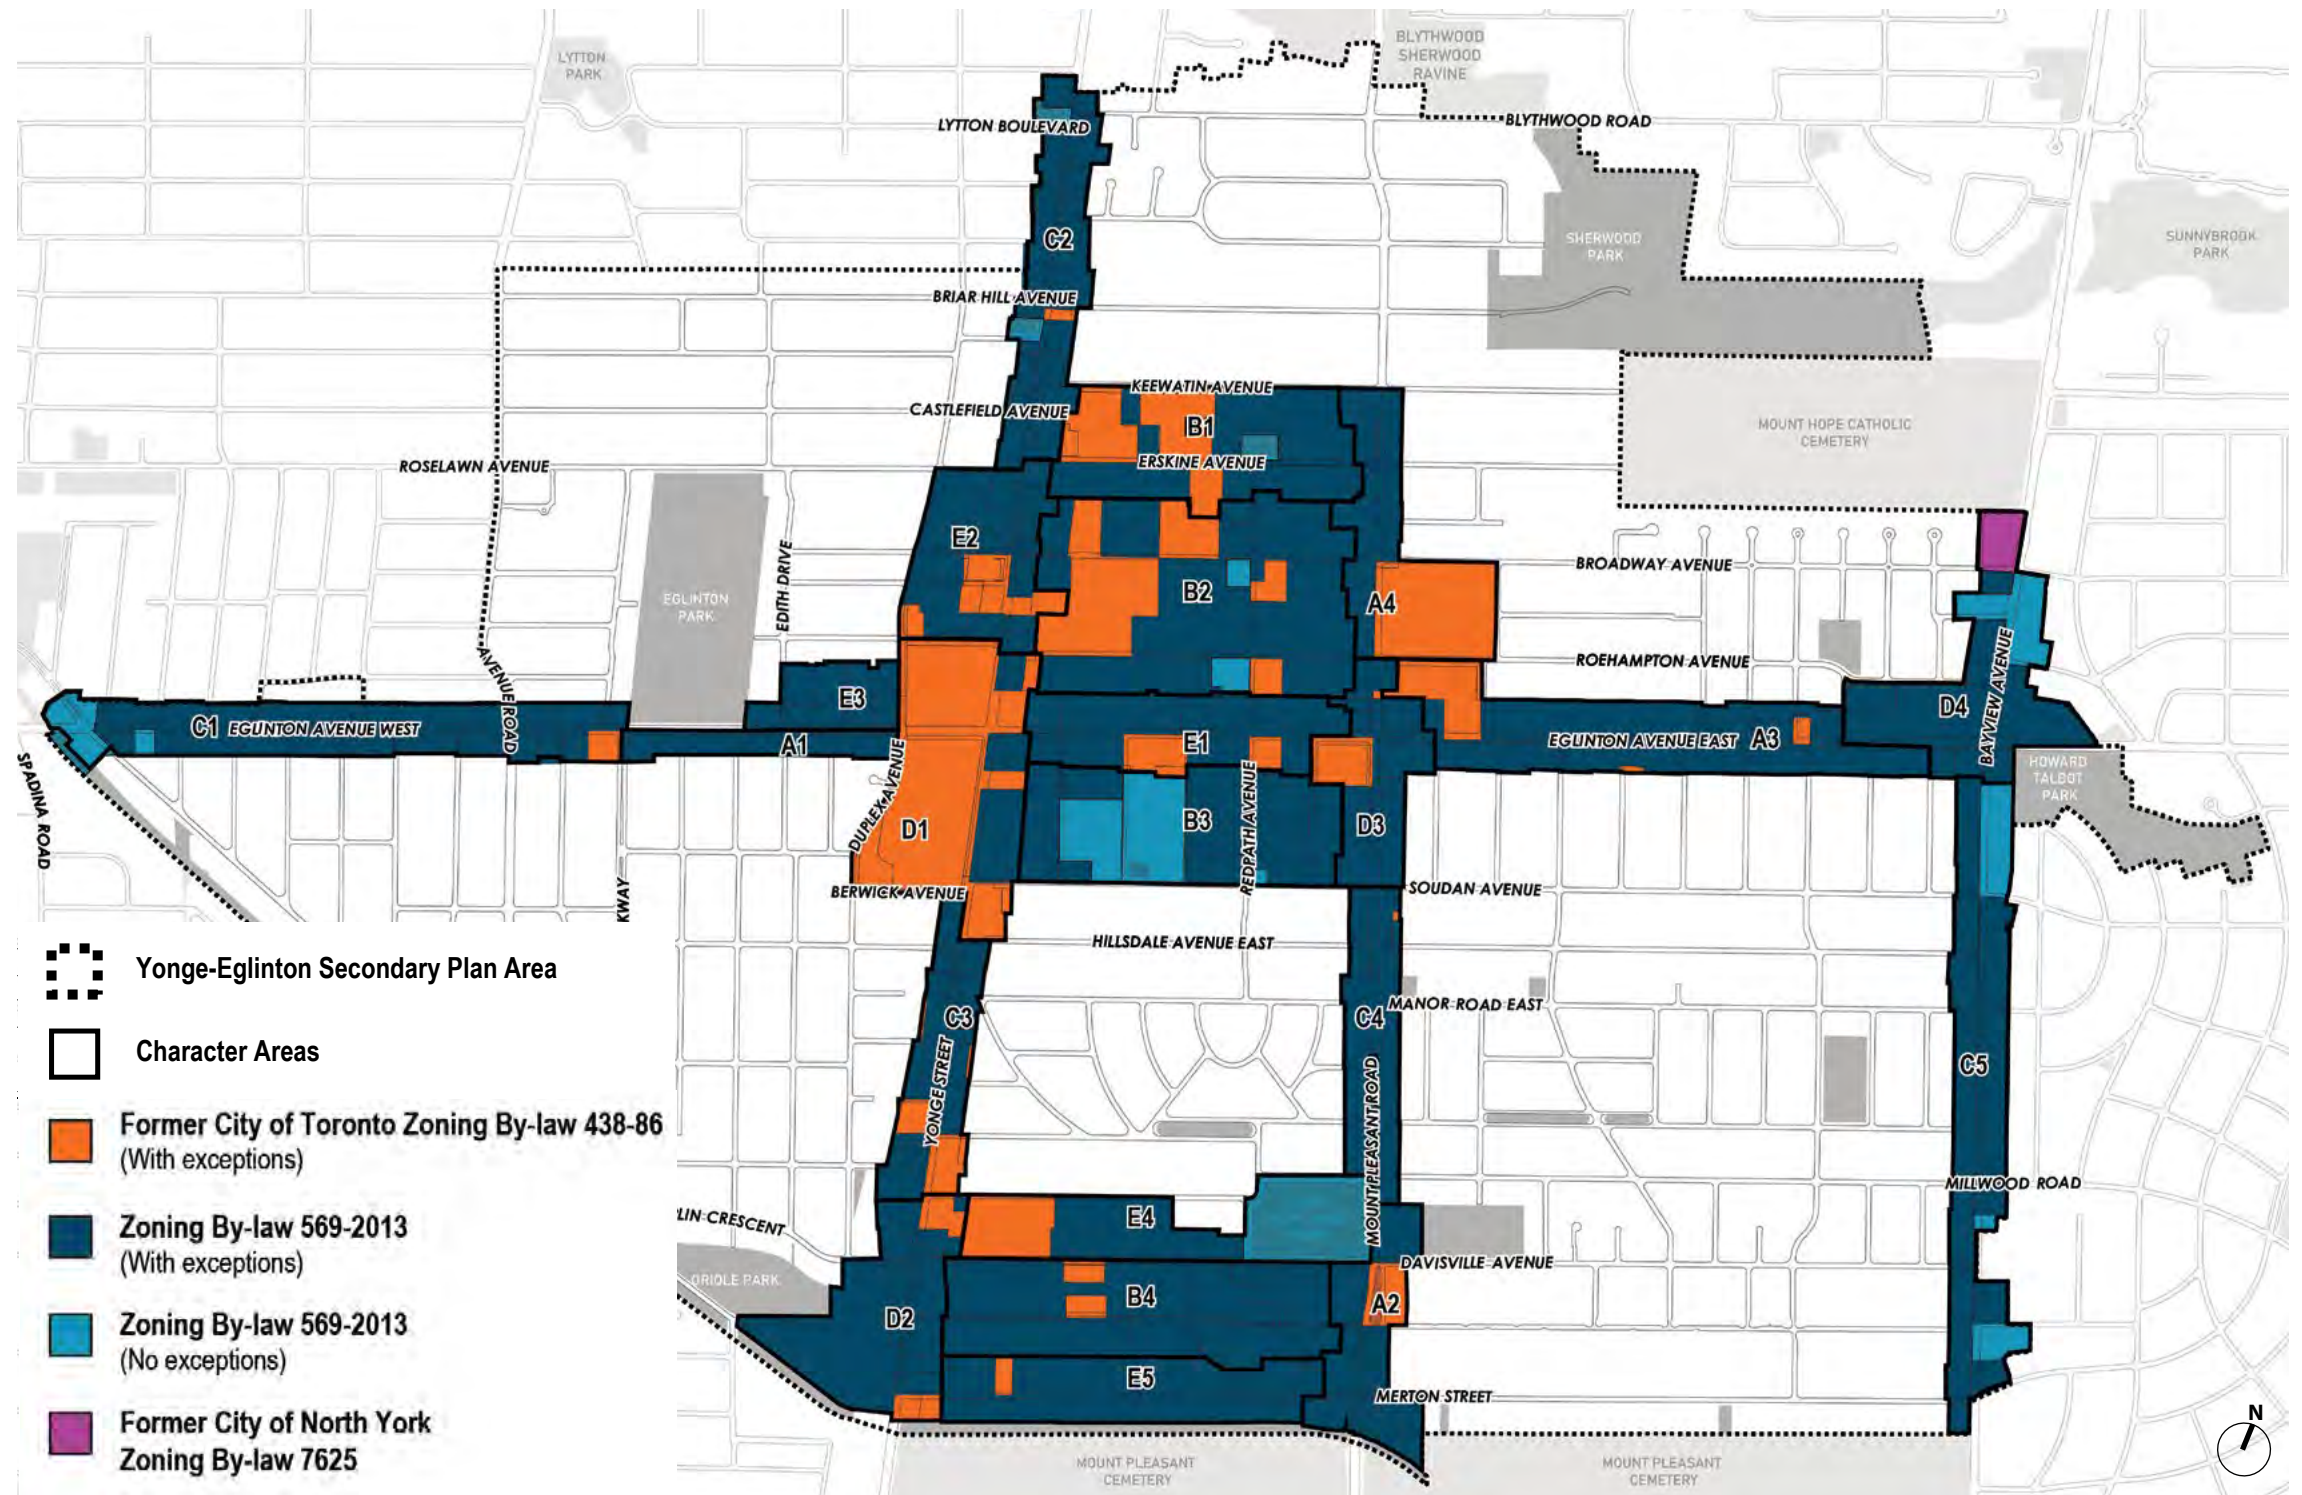 LYTTON
PARK
BLYTHWOOD
SHERWOOD
RAVINE
LYTTON BOULEVARD
BLYTHWOOD ROAD
C2
SHERWOOD
PARK
SUNNYBROOK
PARK
BRIAR HILL AVENUE
KEEWATIN AVENUE
CASTLEFIELD AVENUE
B1
MOUNT HOPE CATHOLIC
CEMETERY
ROSELAWN AVENUE
ERSKINE AVENUE
E2
EDITH DRIVE
BROADWAY AVENUE
EGLINTON
PARK
B2
A4
ROEHAMPTON AVENUE
AVENUE ROAD
E3
BAYVIEW AVENUE
D4
C1
EGLINTON AVENUE WEST
A1
E1
EGLINTON AVENUE EAST
A3
SPADINA ROAD
DUPLEX AVENUE
HOWARD
TALBOT
PARK
D1
B3
REDPATH AVENUE
D3
BERWICK AVENUE
SOUDAN AVENUE
KWAY
HILLSDALE AVENUE EAST
Yonge-Eglinton Secondary Plan Area
C3
C4
MANOR ROAD EAST
Character Areas
YONGE STREET
MOUNT PLEASANT ROAD
C5
Former City of Toronto Zoning By-law 438-86
(With exceptions)
MILLWOOD ROAD
LIN CRESCENT
E4
Zoning By-law 569-2013
(With exceptions)
DAVISVILLE AVENUE
ORIOLE PARK
B4
A2
D2
Zoning By-law 569-2013
(No exceptions)
E5
MERTON STREET
Former City of North York
Zoning By-law 7625
MOUNT PLEASANT
CEMETERY
MOUNT PLEASANT
CEMETERY
N